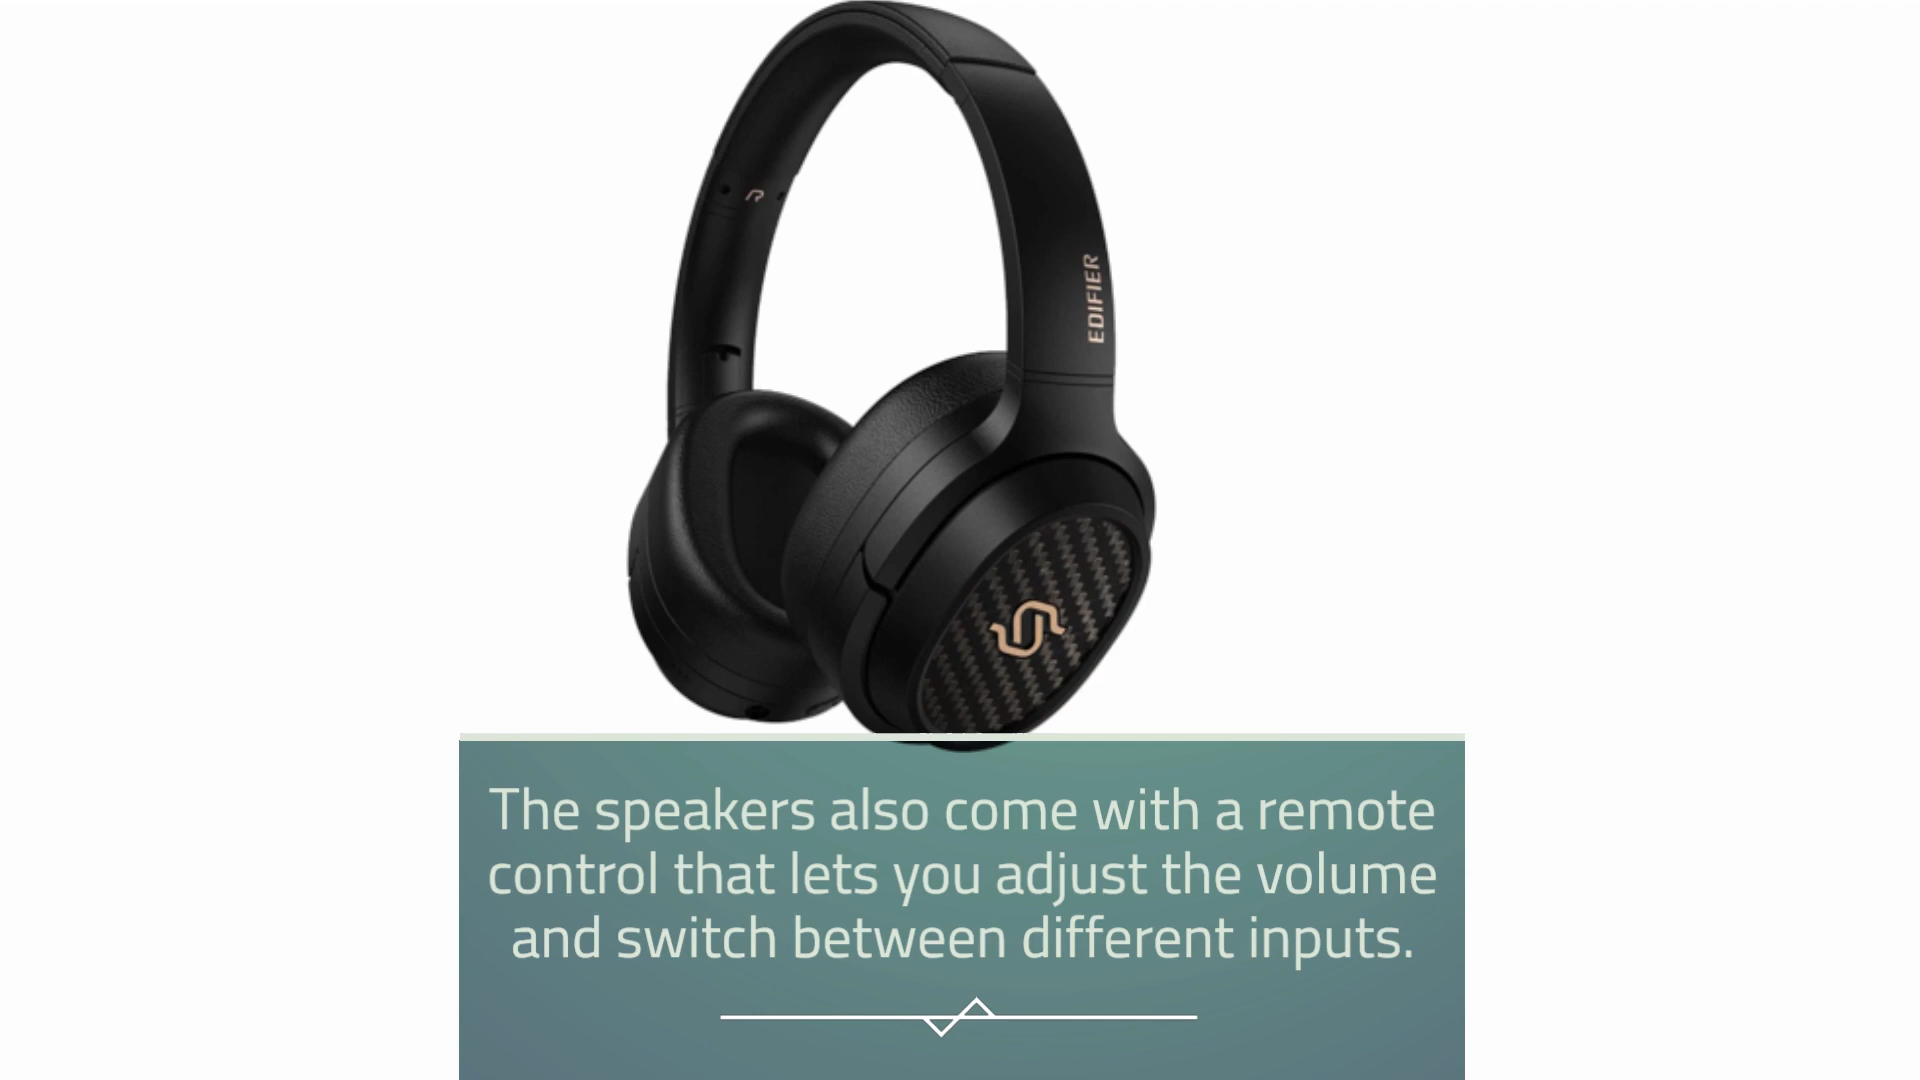 R
EDIFIER
The speakers also come with a remote
control that lets you adjust the volume
and switch between different inputs.